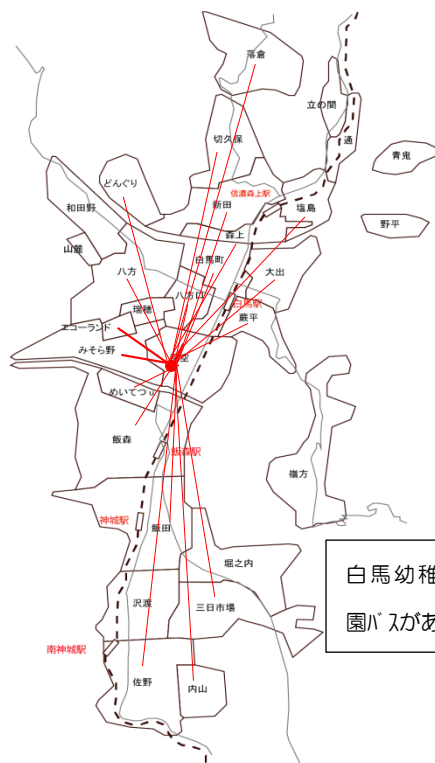 落倉
立の間
通
切久保
青鬼
どんぐり
信濃森上駅
和田野
新田
塩島
野平
山麓
森上
白馬町
八方
大出
八方口
瑞穂
白馬駅
エコーランド
蕨平
みそら野
空
めいてつ
飯森
飯森駅
嶺方
神城駅
飯田
堀之内
白馬幼稚
沢渡
三日市場
園バスがあ
南神城駅
佐野
内山